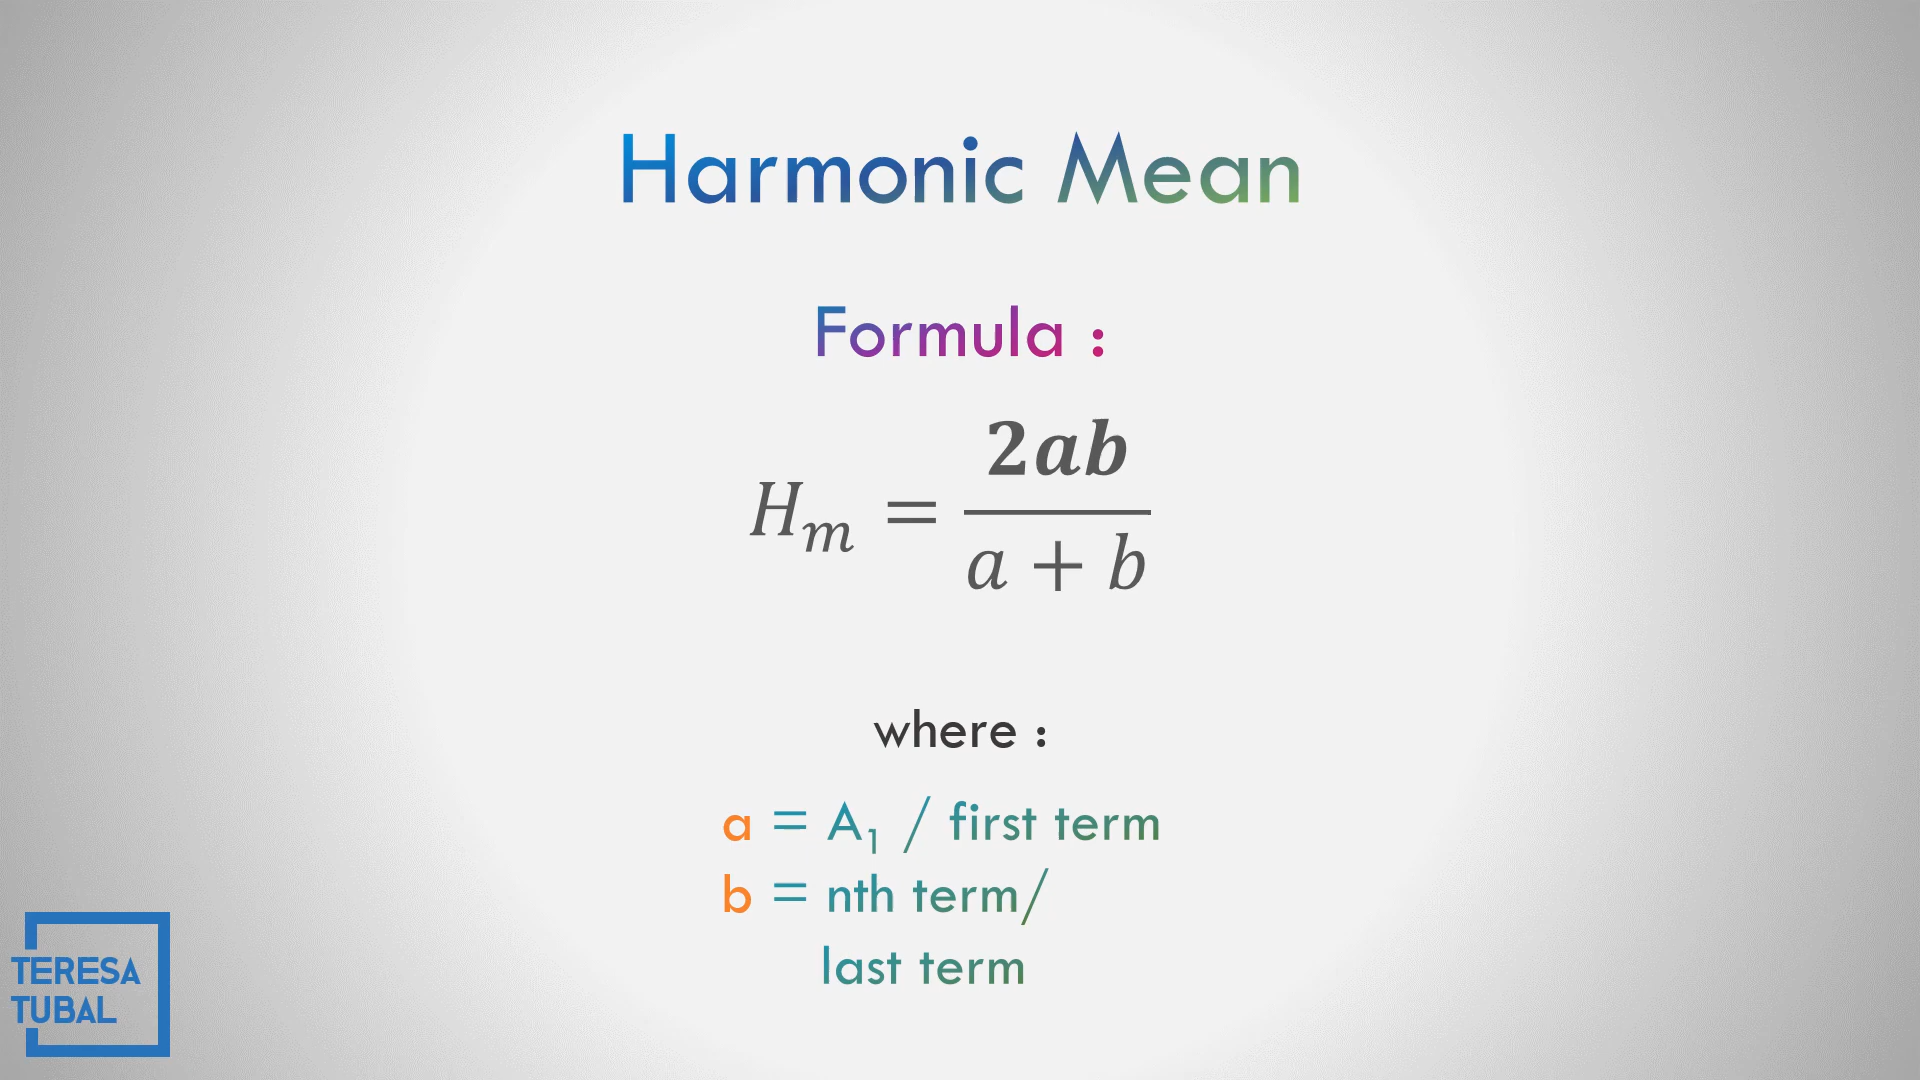 Harmonic Mean
Formula :
H_m = 2ab / (a + b)
where :
a = A₁ / first term
b = nth term/
last term
TERESA
TUBAL